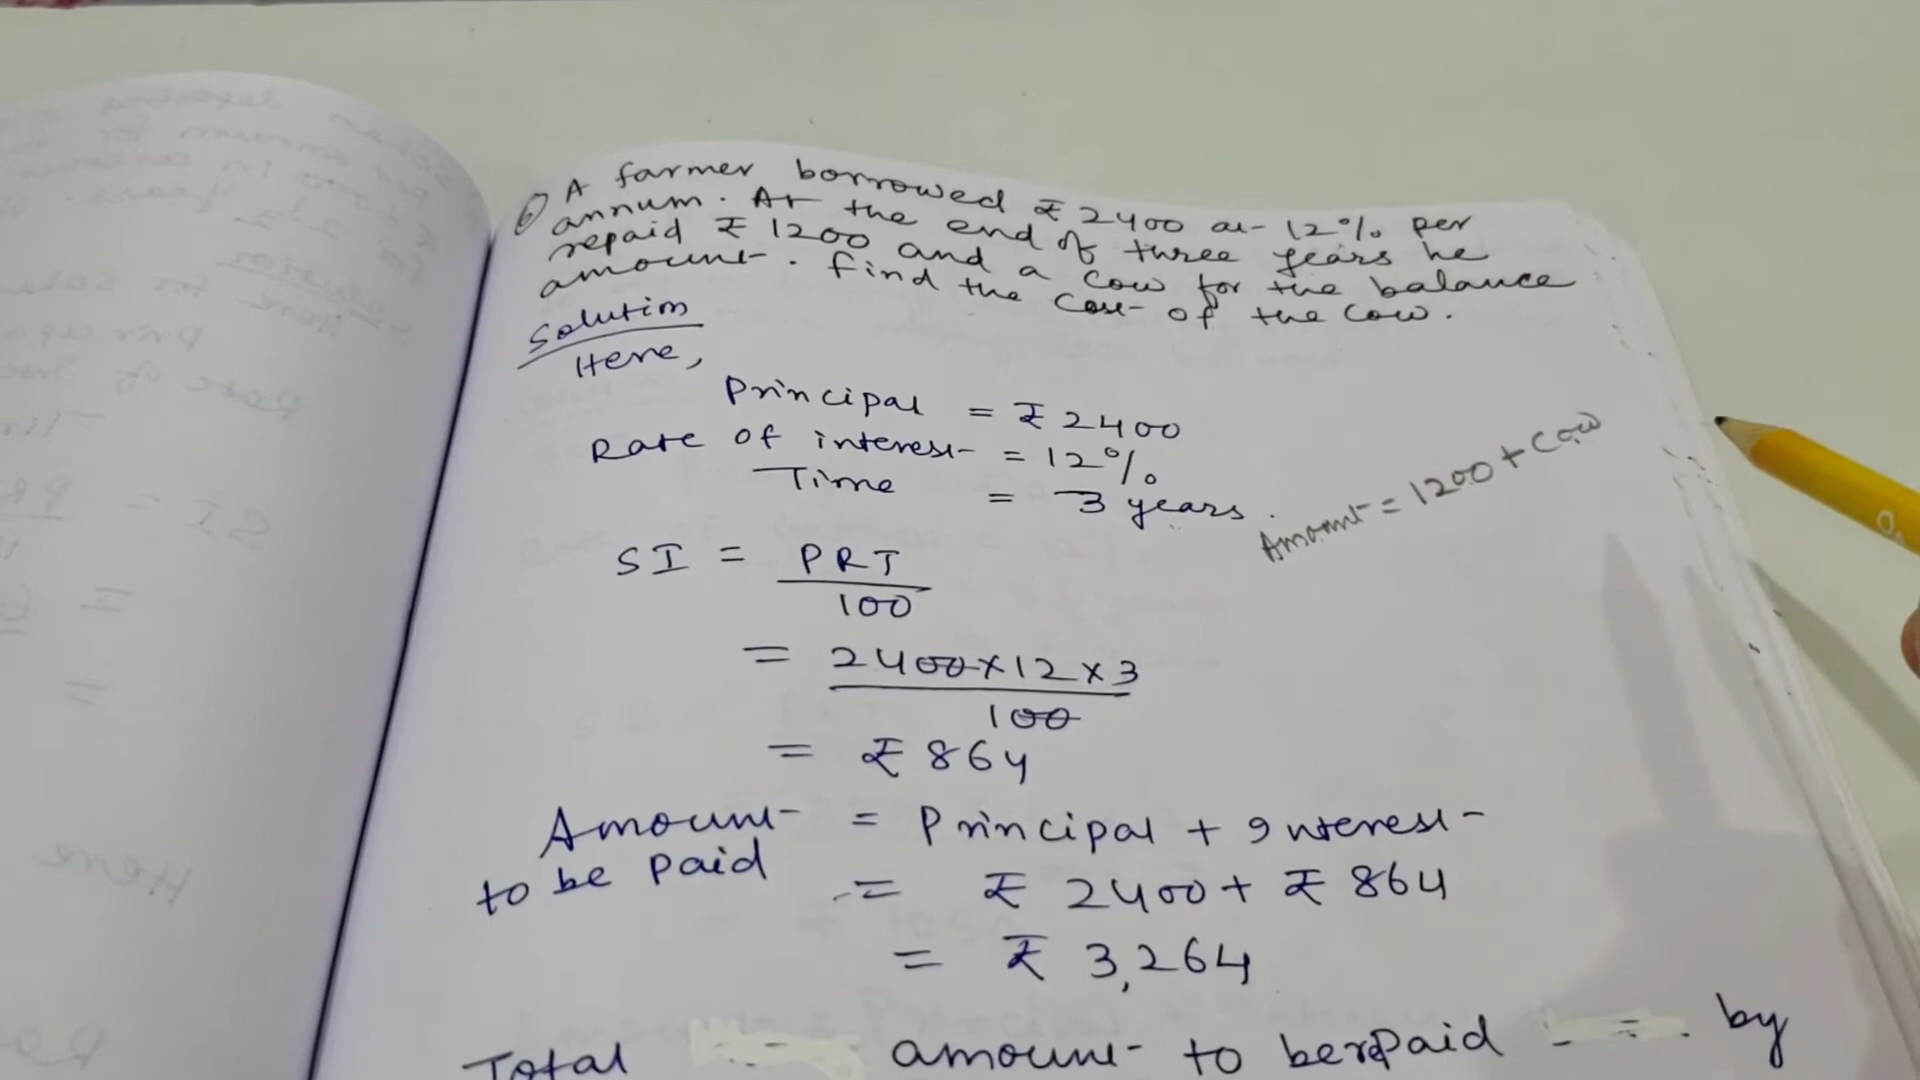 6) A farmer borrowed ₹ 2400 at 12% per
annum. At the end of three years he
repaid ₹ 1200 and a cow for the balance
amount. find the cost of the cow.
Solution
Here,
Principal = ₹ 2400
Rate of interest = 12%
Time = 3 years.
Amount = 1200 + Cow
SI = PRT
100
= 2400 x 12 x 3
100
= ₹ 864
Amount = Principal + Interest
to be paid
= ₹ 2400 + ₹ 864
= ₹ 3,264
Total amount to be repaid by